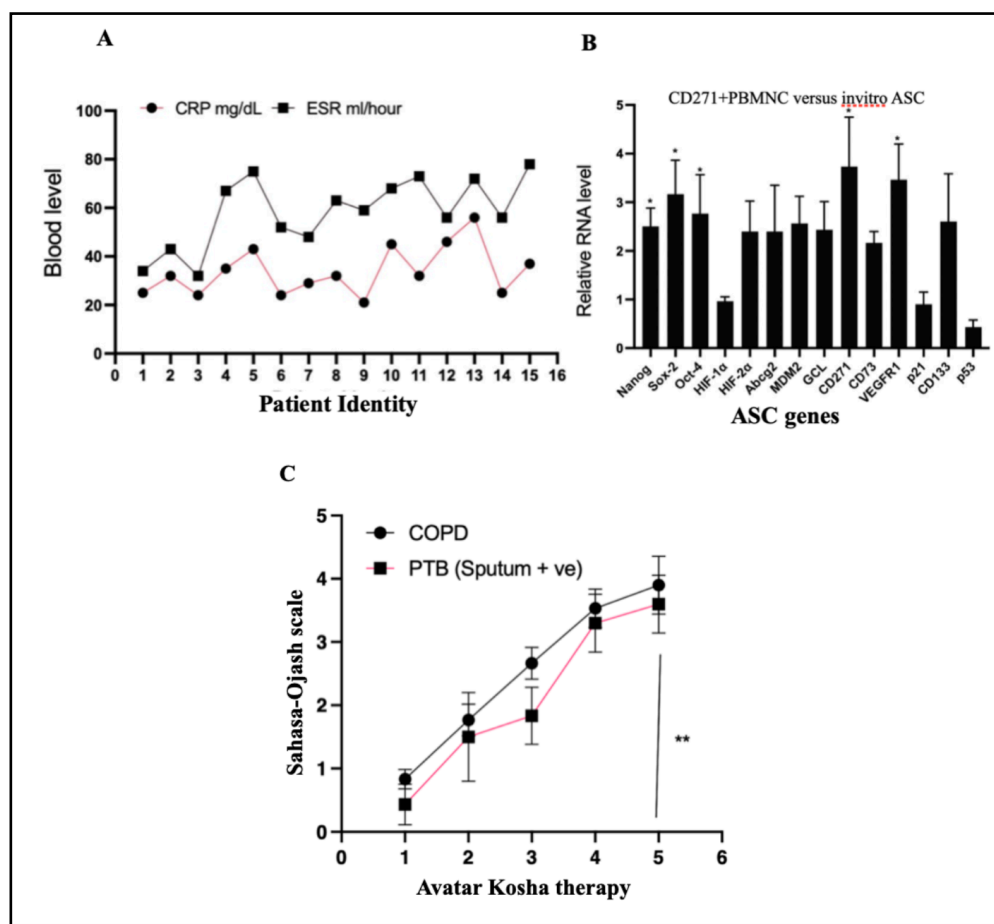 A
CRP mg/dL ESR ml/hour
Blood level
100
80
60
40
20
0
0 1 2 3 4 5 6 7 8 9 10 11 12 13 14 15 16
Patient Identity
B
CD271+PBMNC versus invitro ASC
Relative RNA level
5
4
3
2
1
0
* * * * *
Nanog Sox-2 Oct-4 HIF-1α HIF-2α Abcg2 MDM2 GCL CD271 CD73 VEGFR1 p21 CD133 p53
ASC genes
C
COPD
PTB (Sputum + ve)
Sahasa-Ojash scale
5
4
3
2
1
0
**
0 1 2 3 4 5 6
Avatar Kosha therapy